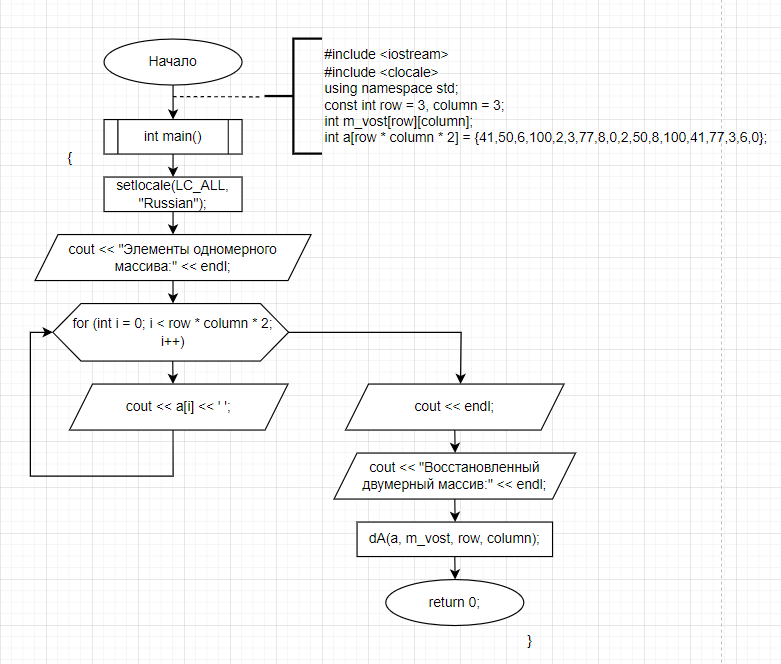 Начало
#include <iostream>
#include <clocale>
using namespace std;
const int row = 3, column = 3;
int m_vost[row][column];
int a[row * column * 2] = {41,50,6,100,2,3,77,8,0,2,50,8,100,41,77,3,6,0};
int main()
{
setlocale(LC_ALL,
"Russian");
cout << "Элементы одномерного
массива:" << endl;
for (int i = 0; i < row * column * 2;
i++)
cout << a[i] << ' ';
cout << endl;
cout << "Восстановленный
двумерный массив:" << endl;
dA(a, m_vost, row, column);
return 0;
}